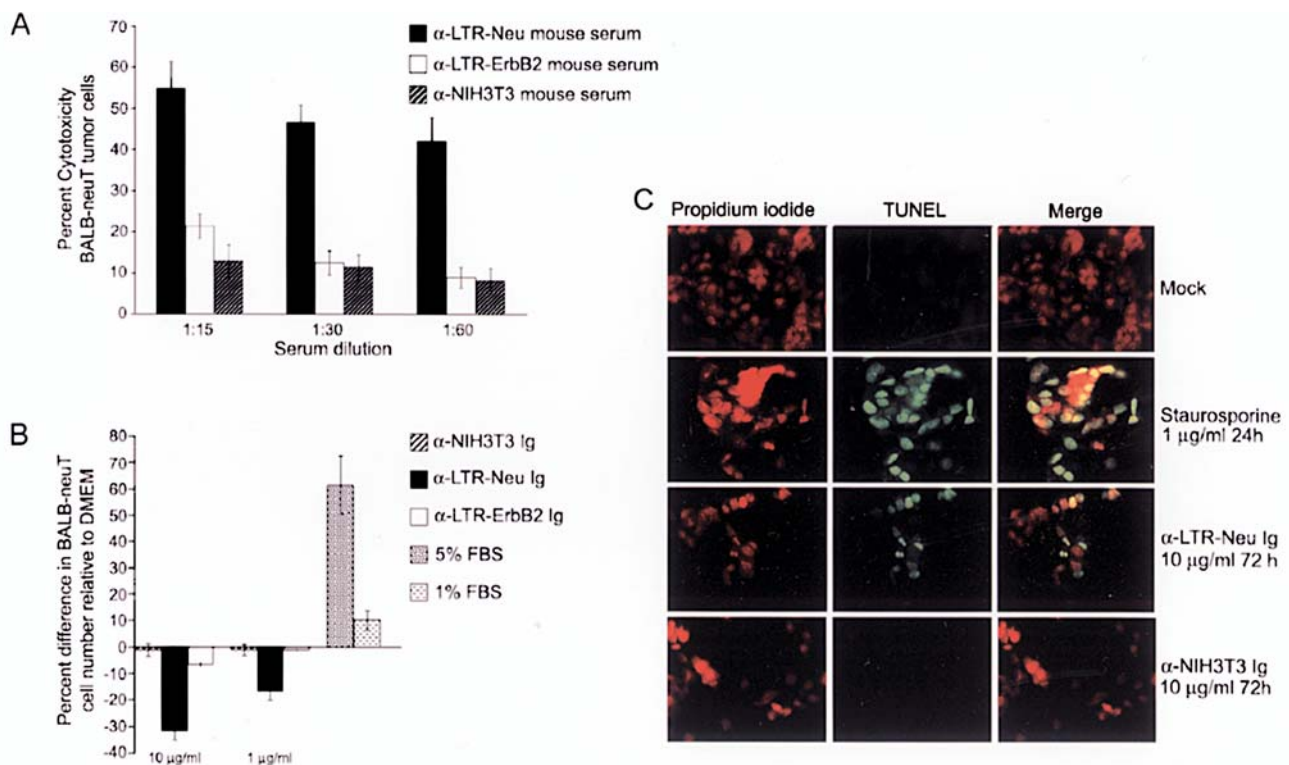 A
Percent Cytotoxicity
BALB-neuT tumor cells
70
60
50
40
30
20
10
0
1:15 1:30 1:60
Serum dilution
α-LTR-Neu mouse serum
α-LTR-ErbB2 mouse serum
α-NIH3T3 mouse serum
B
Percent difference in BALB-neuT
cell number relative to DMEM
80
70
60
50
40
30
20
10
0
-10
-20
-30
-40
10 µg/ml 1 µg/ml
α-NIH3T3 Ig
α-LTR-Neu Ig
α-LTR-ErbB2 Ig
5% FBS
1% FBS
C
Propidium iodide TUNEL Merge
Mock
Staurosporine
1 µg/ml 24h
α-LTR-Neu Ig
10 µg/ml 72 h
α-NIH3T3 Ig
10 µg/ml 72h